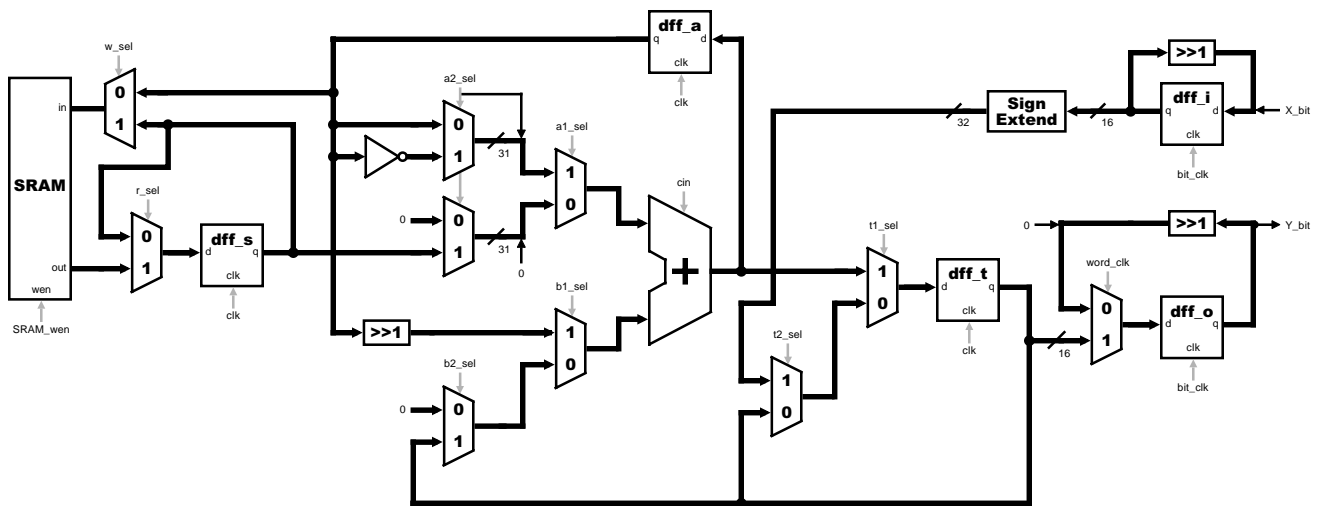 dff_a
q
d
clk
clk
w_sel
0
1
in
SRAM
out
wen
SRAM_wen
r_sel
0
1
dff_s
d
q
clk
clk
a2_sel
0
1
31
0
0
1
31
0
a1_sel
1
0
cin
+
>>1
b1_sel
1
0
b2_sel
0
0
1
32
Sign
Extend
16
>>1
dff_i
q
d
clk
bit_clk
X_bit
t1_sel
1
0
t2_sel
1
0
dff_t
d
q
clk
clk
0
>>1
Y_bit
word_clk
0
1
16
dff_o
d
q
clk
bit_clk